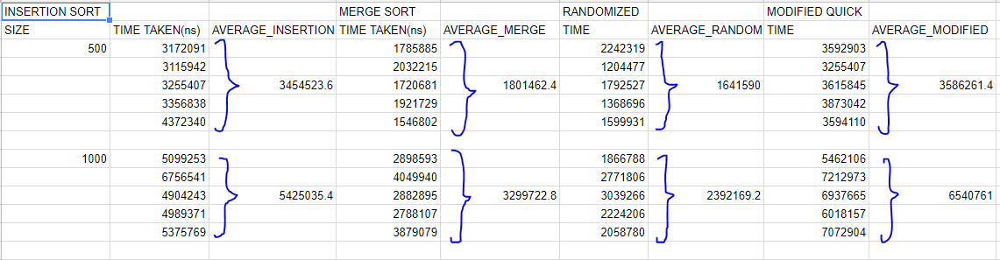 INSERTION SORT MERGE SORT RANDOMIZED MODIFIED QUICK
SIZE TIME TAKEN(ns) AVERAGE_INSERTION TIME TAKEN(ns) AVERAGE_MERGE TIME AVERAGE_RANDOM TIME AVERAGE_MODIFIED
500 3172091 1785885 2242319 3592903
3115942 2032215 1204477 3255407
3255407 3454523.6 1720681 1801462.4 1792527 1641590 3615845 3586261.4
3356838 1921729 1368696 3873042
4372340 1546802 1599931 3594110
1000 5099253 2898593 1866788 5462106
6756541 4049940 2771806 7212973
4904243 5425035.4 2882895 3299722.8 3039266 2392169.2 6937665 6540761
4989371 2788107 2224206 6018157
5375769 3879079 2058780 7072904